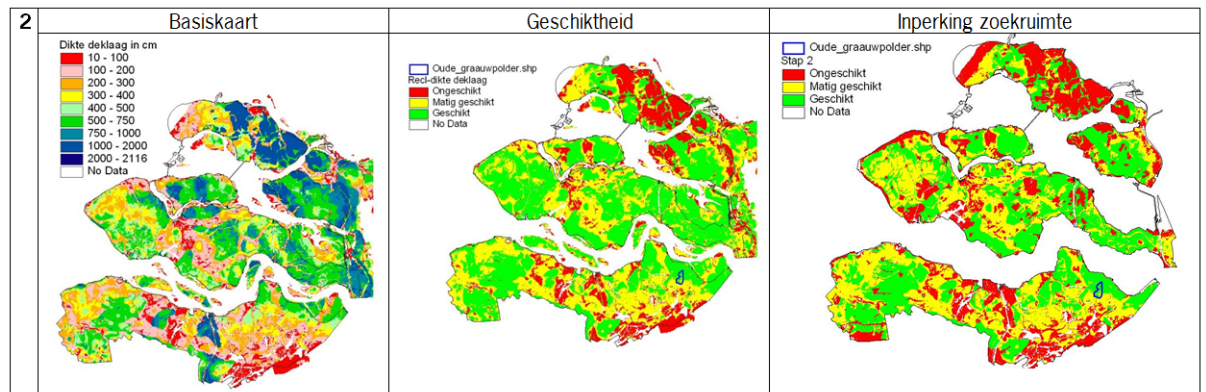 2
Basiskaart
Geschiktheid
Inperking zoekruimte
Dikte deklaag in cm
10 - 100
100 - 200
200 - 300
300 - 400
400 - 500
500 - 750
750 - 1000
1000 - 2000
2000 - 2116
No Data
Oude_graauwpolder.shp
Recl-dikte deklaag
Ongeschikt
Matig geschikt
Geschikt
No Data
Oude_graauwpolder.shp
Stap 2
Ongeschikt
Matig geschikt
Geschikt
No Data